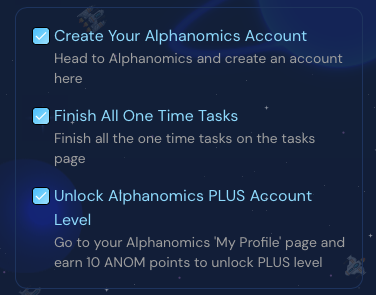 Create Your Alphanomics Account
Head to Alphanomics and create an account
here
Finish All One Time Tasks
Finish all the one time tasks on the tasks
page
Unlock Alphanomics PLUS Account
Level
Go to your Alphanomics 'My Profile' page and
earn 10 ANOM points to unlock PLUS level